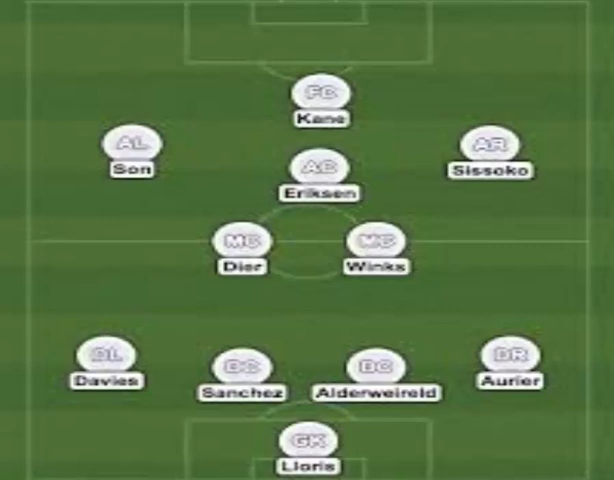 FC
Kane
AL
Son
AR
Sissoko
AC
Eriksen
MC
Dier
MC
Winks
DL
Davies
DC
Sanchez
DC
Alderweireld
DR
Aurier
GK
Lloris